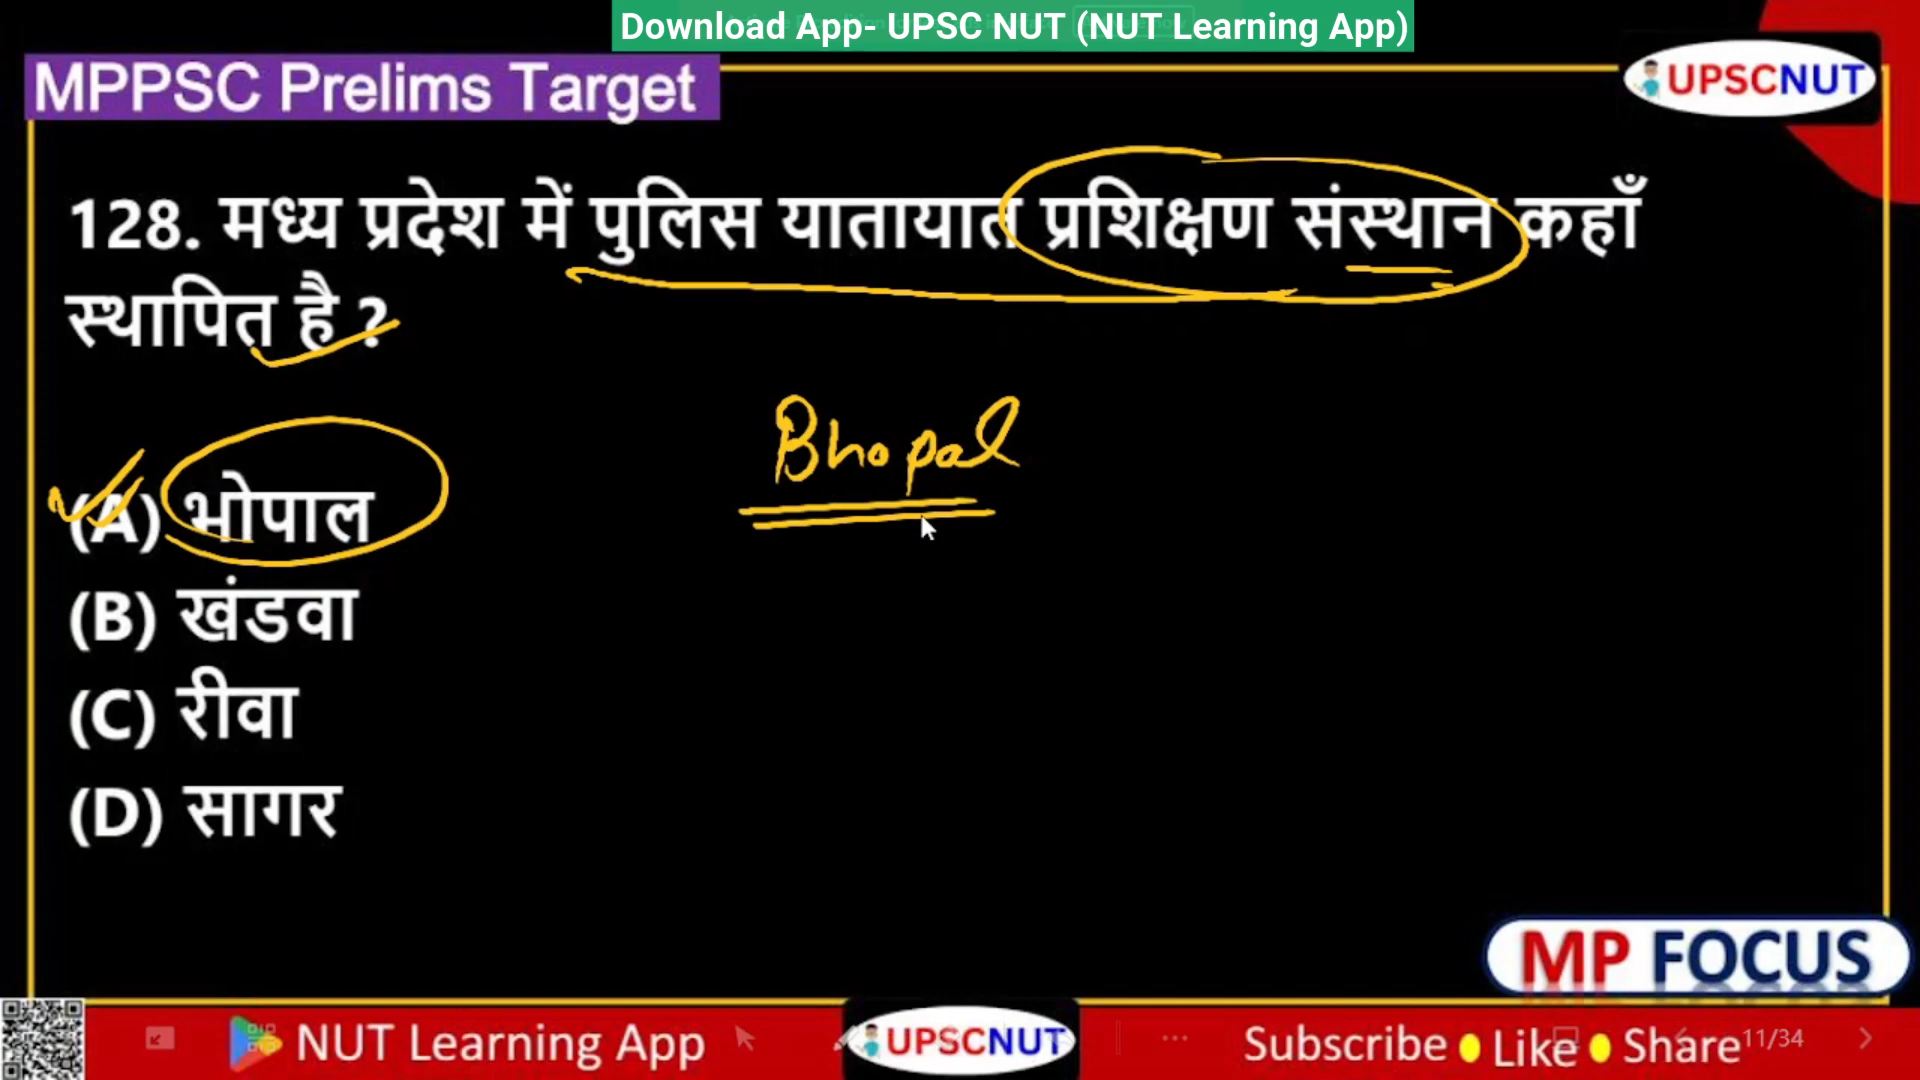 Download App- UPSC NUT (NUT Learning App)
MPPSC Prelims Target
UPSCNUT
128. मध्य प्रदेश में पुलिस यातायात प्रशिक्षण संस्थान कहाँ
स्थापित है ?
Bhopal
(A) भोपाल
(B) खंडवा
(C) रीवा
(D) सागर
MP FOCUS
NUT Learning App
UPSCNUT
Subscribe Like Share
11/34